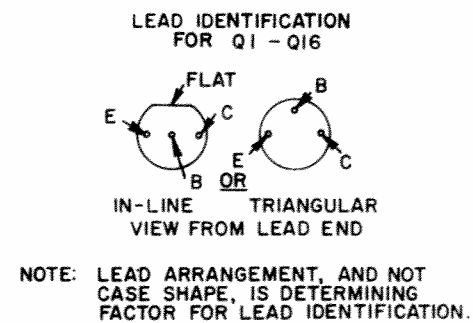 LEAD IDENTIFICATION
FOR Q1 - Q16
FLAT
E
C
B
B
E
C
OR
IN-LINE TRIANGULAR
VIEW FROM LEAD END
NOTE: LEAD ARRANGEMENT, AND NOT
CASE SHAPE, IS DETERMINING
FACTOR FOR LEAD IDENTIFICATION.